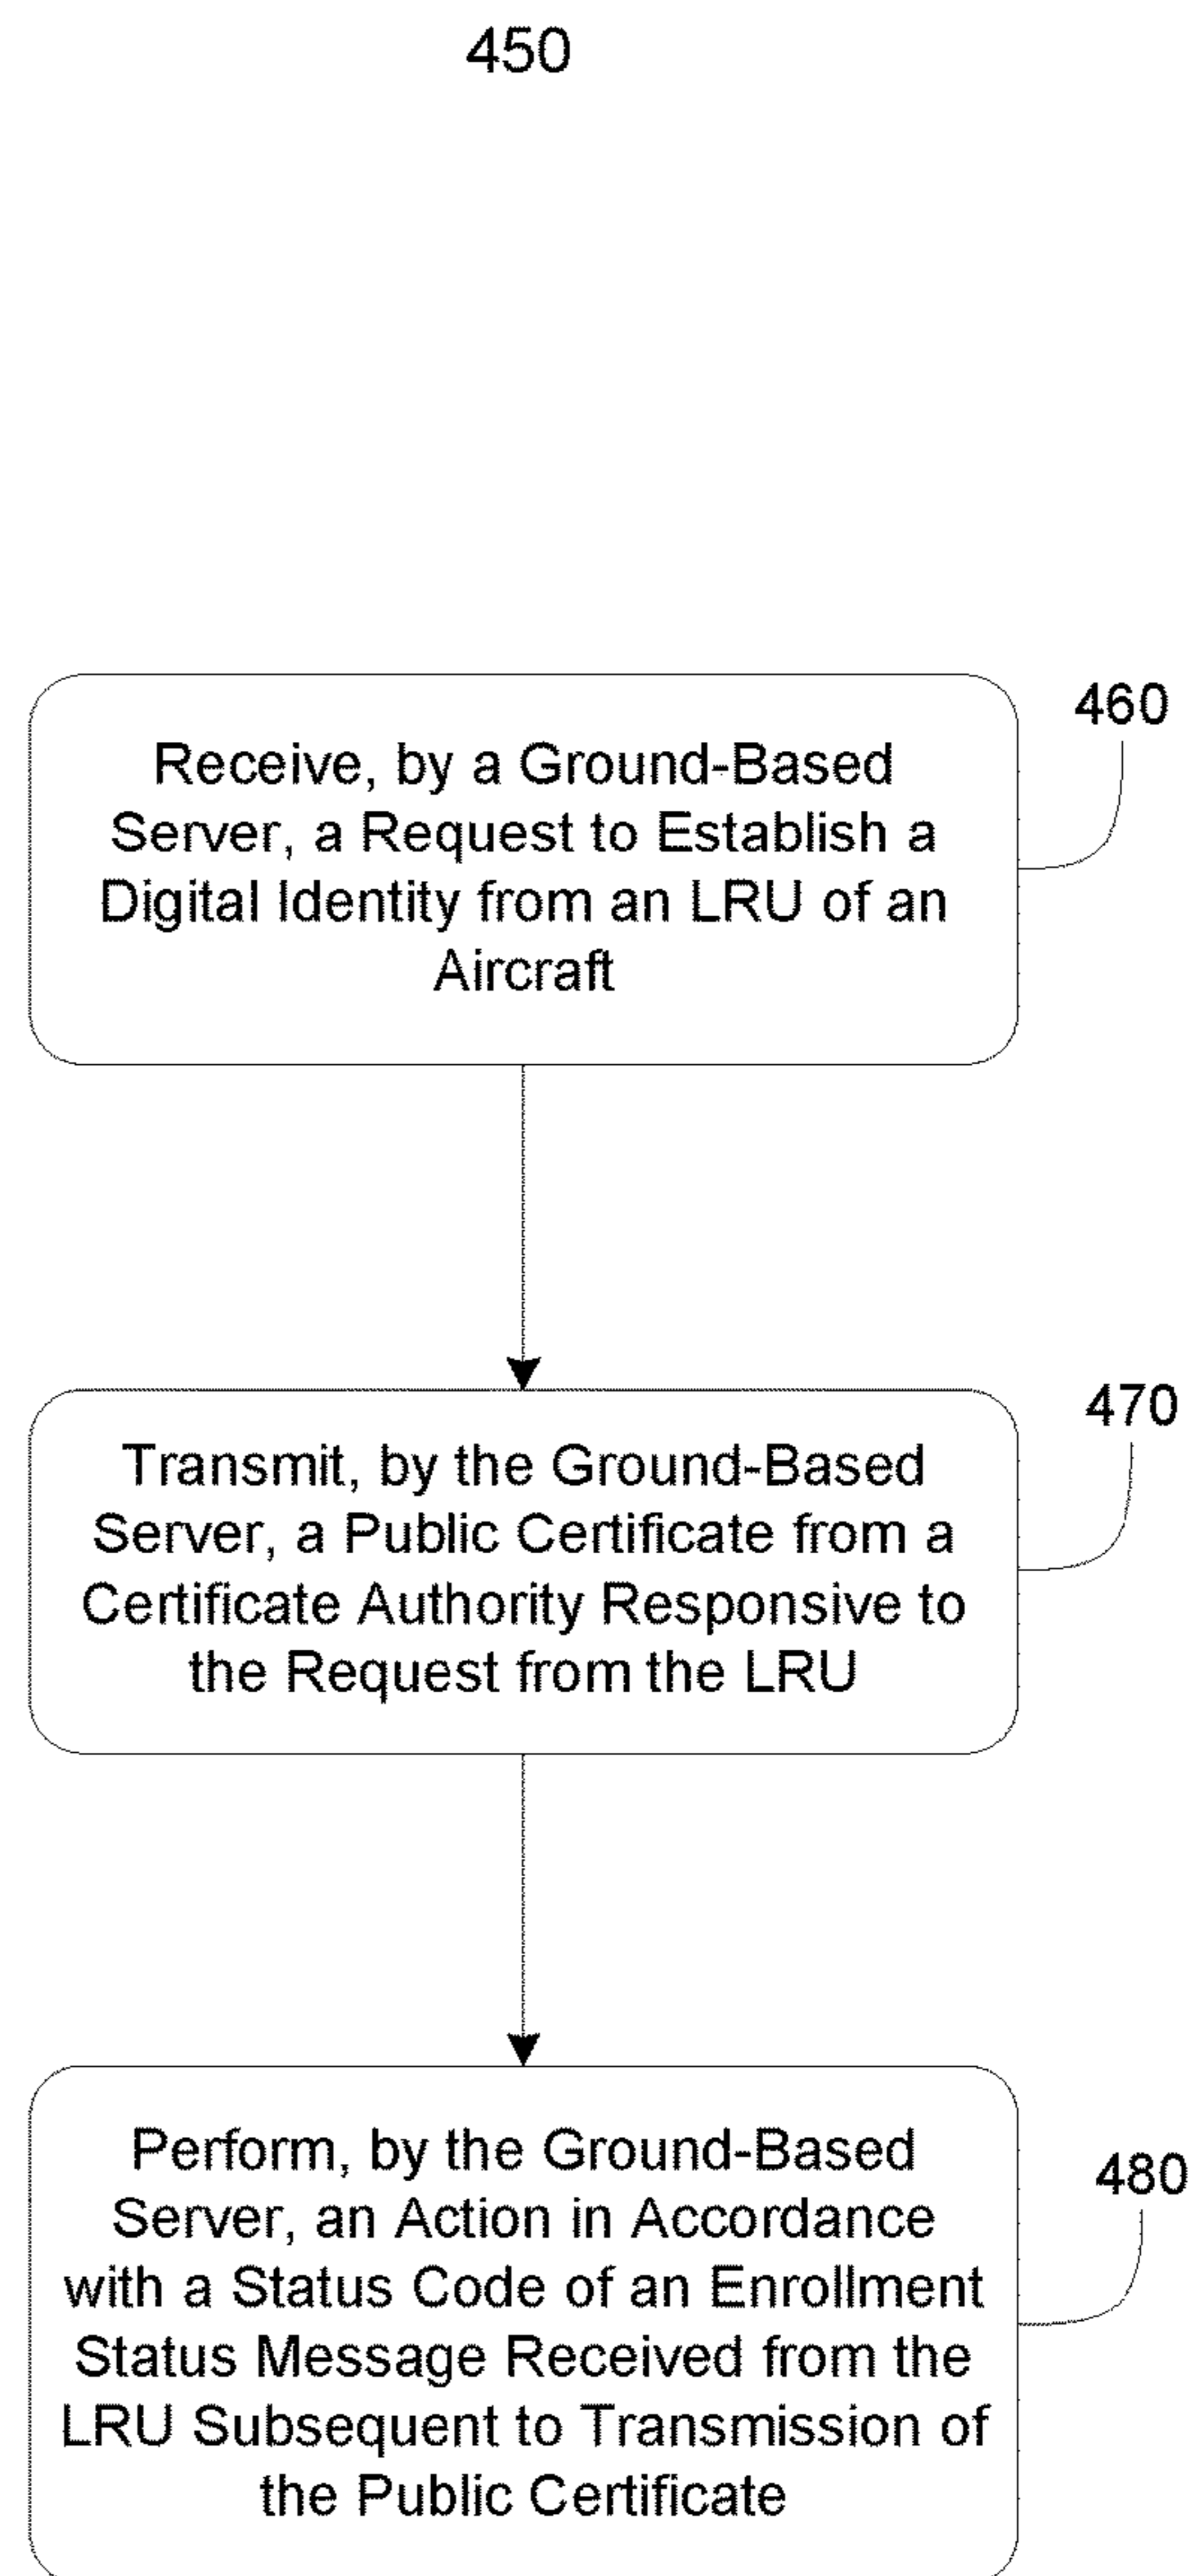 450
460
Receive, by a Ground-Based
Server, a Request to Establish a
Digital Identity from an LRU of an
Aircraft
470
Transmit, by the Ground-Based
Server, a Public Certificate from a
Certificate Authority Responsive to
the Request from the LRU
480
Perform, by the Ground-Based
Server, an Action in Accordance
with a Status Code of an Enrollment
Status Message Received from the
LRU Subsequent to Transmission of
the Public Certificate